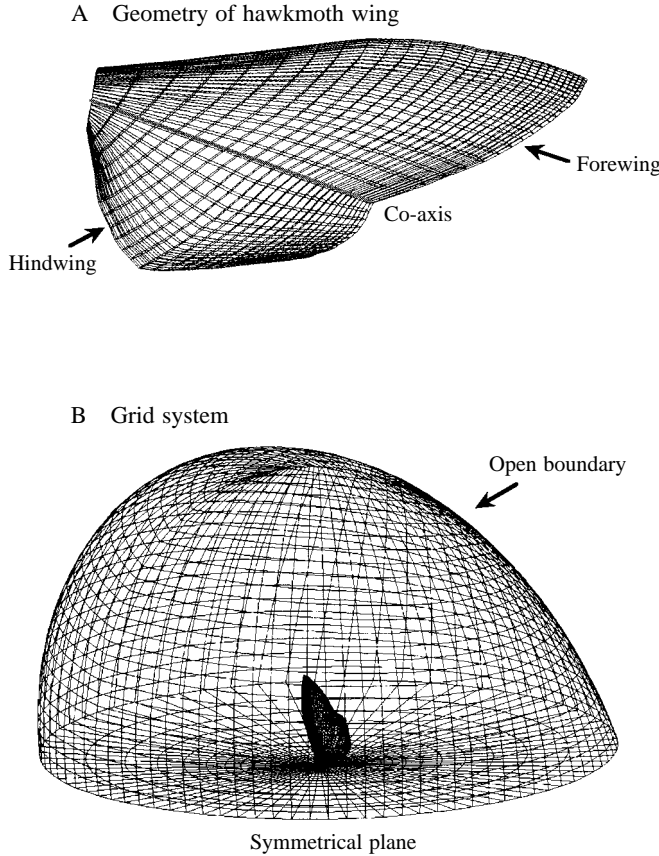 A Geometry of hawkmoth wing
Forewing
Co-axis
Hindwing
B Grid system
Open boundary
Symmetrical plane